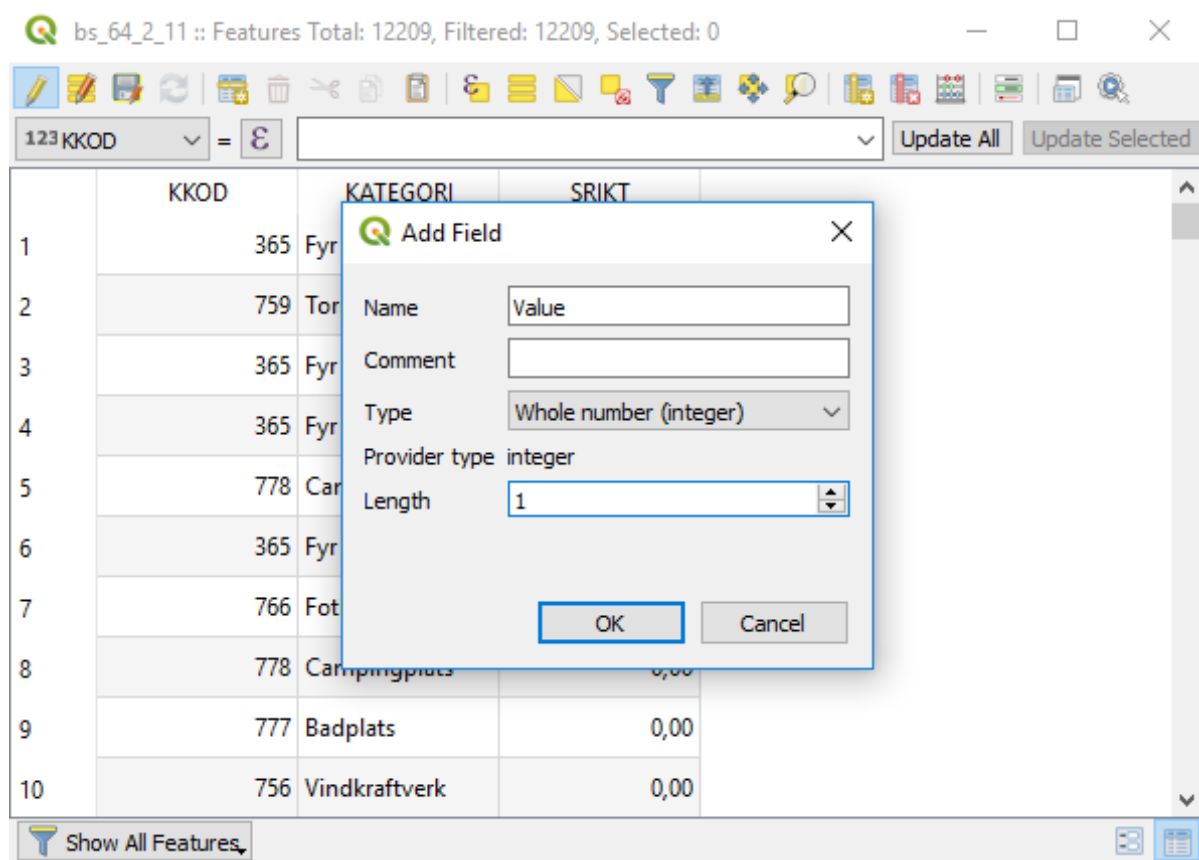 bs_64_2_11 :: Features Total: 12209, Filtered: 12209, Selected: 0
123 KKOD = ε Update All Update Selected
KKOD KATEGORI SRIKT
Add Field
1 365 Fyr
Name Value
2 759 Tor
Comment
3 365 Fyr
Type Whole number (integer)
4 365 Fyr
Provider type integer
5 778 Car
Length 1
6 365 Fyr
7 766 Fot
OK Cancel
8 778 Campingplats 0,00
9 777 Badplats 0,00
10 756 Vindkraftverk 0,00
Show All Features